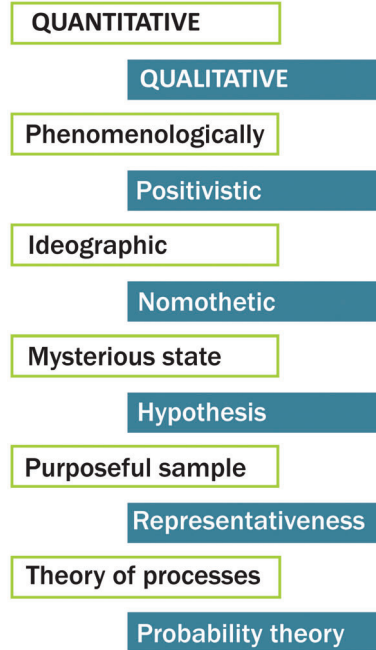 QUANTITATIVE
QUALITATIVE
Phenomenologically
Positivistic
Ideographic
Nomothetic
Mysterious state
Hypothesis
Purposeful sample
Representativeness
Theory of processes
Probability theory